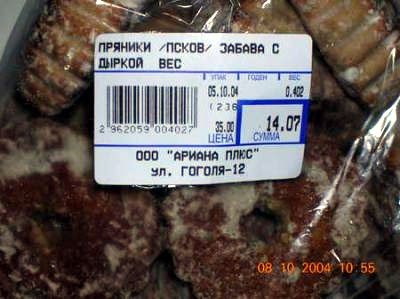 ПРЯНИКИ /ПСКОВ/ ЗАБАВА С
ДЫРКОЙ ВЕС
УПАК ГОДЕН ВЕС
05.10.04 0.402
35.00 14.07
ЦЕНА СУММА
2 962059 004027
ООО "АРИАНА ПЛЮС"
УЛ. ГОГОЛЯ-12
08 10 2004 10 55